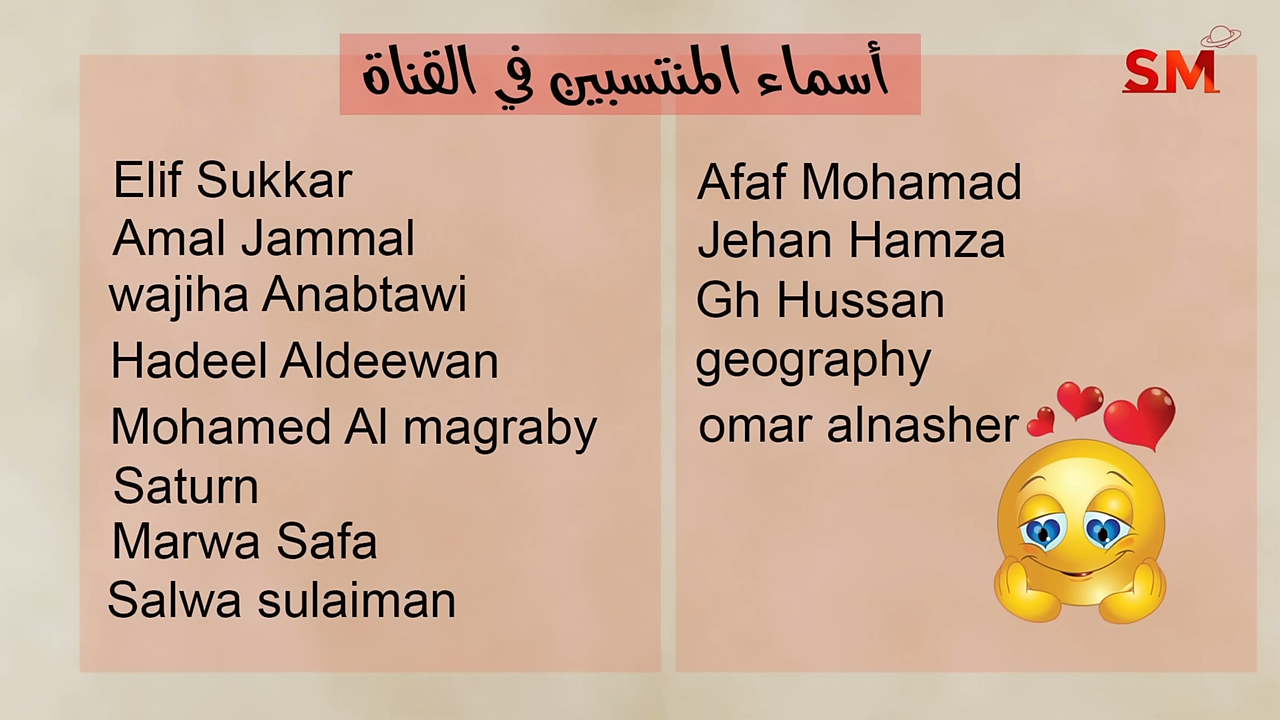 أسماء المنتسبين في القناة
SM
Elif Sukkar
Amal Jammal
wajiha Anabtawi
Hadeel Aldeewan
Mohamed Al magraby
Saturn
Marwa Safa
Salwa sulaiman
Afaf Mohamad
Jehan Hamza
Gh Hussan
geography
omar alnasher